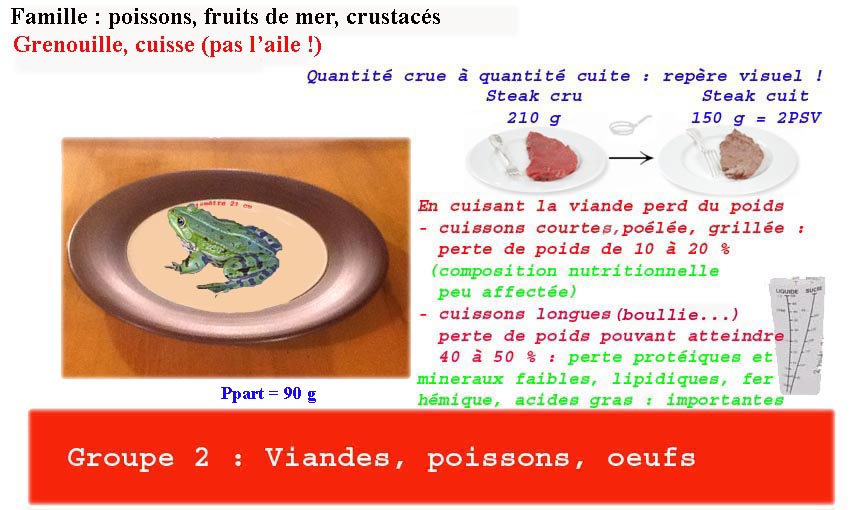 Famille : poissons, fruits de mer, crustacés
Grenouille, cuisse (pas l'aile !)
Quantité crue à quantité cuite : repère visuel !
Steak cru
210 g
Steak cuit
150 g = 2PSV
diamètre 21 cm
En cuisant la viande perd du poids
- cuissons courtes,poélée, grillée :
perte de poids de 10 à 20 %
(composition nutritionnelle
peu affectée)
- cuissons longues(boullie...)
perte de poids pouvant atteindre
40 à 50 % : perte protéiques et
minéraux faibles, lipidiques, fer
hémique, acides gras : importantes
LIQUIDE SUCRE
Ppart = 90 g
Groupe 2 : Viandes, poissons, oeufs